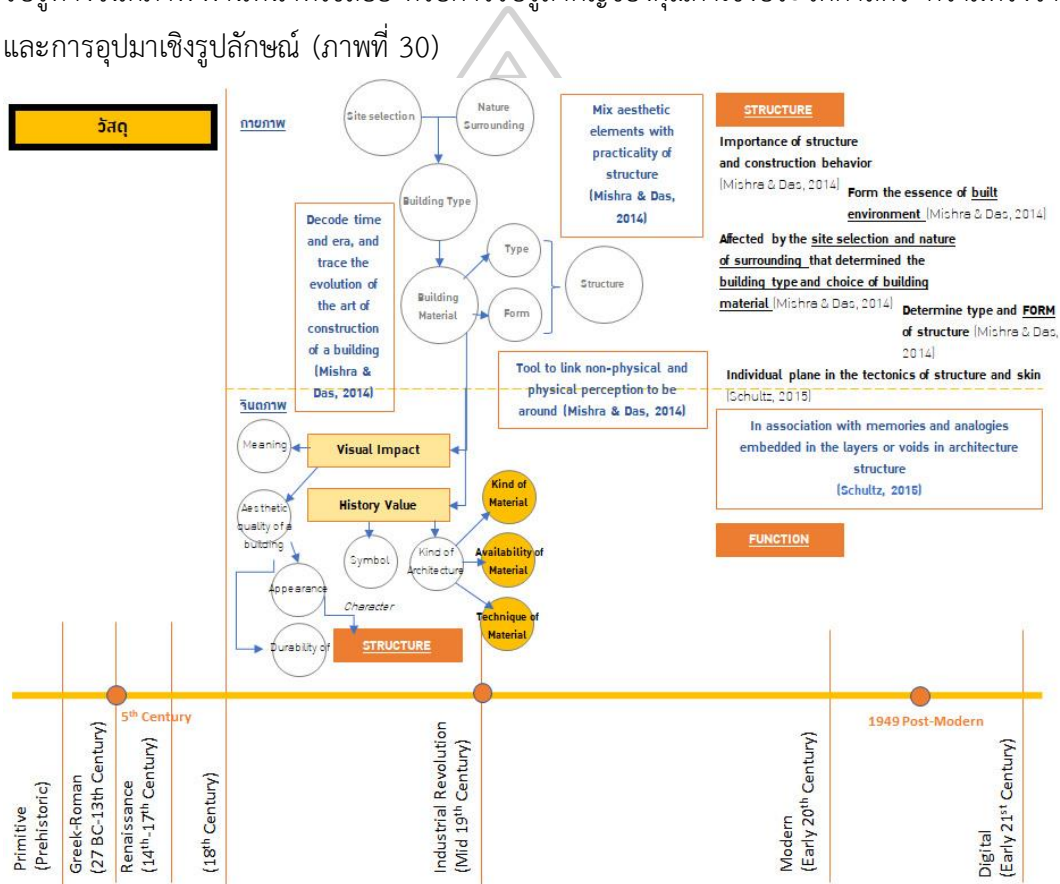 และการอุปมาเชิงรูปลักษณ์ (ภาพที่ 30)
วัสดุ
กายภาพ
Site selection
Nature
Surrounding
Building Type
Building
Material
Type
Form
Structure
Decode time
and era, and
trace the
evolution of
the art of
construction
of a building
(Mishra &
Das, 2014)
Mix aesthetic
elements with
practicality of
structure
(Mishra & Das,
2014)
Tool to link non-physical and
physical perception to be
around (Mishra & Das, 2014)
STRUCTURE
Importance of structure
and construction behavior
(Mishra & Das, 2014)
Form the essence of built
environment (Mishra & Das, 2014)
Affected by the site selection and nature
of surrounding that determined the
building type and choice of building
material (Mishra & Das, 2014)
Determine type and FORM
of structure (Mishra & Das,
2014)
Individual plane in the tectonics of structure and skin
(Schultz, 2015)
In association with memories and analogies
embedded in the layers or voids in architecture
structure
(Schultz, 2015)
FUNCTION
จินตภาพ
Meaning
Visual Impact
History Value
Aesthetic
quality of a
building
Symbol
Kind of
Architecture
Kind of
Material
Availability of
Material
Technique of
Material
Appearance
Character
Durability of
STRUCTURE
5th Century
1949 Post-Modern
Primitive
(Prehistoric)
Greek-Roman
(27 BC-13th Century)
Renaissance
(14th-17th Century)
(18th Century)
Industrial Revolution
(Mid 19th Century)
Modern
(Early 20th Century)
Digital
(Early 21st Century)